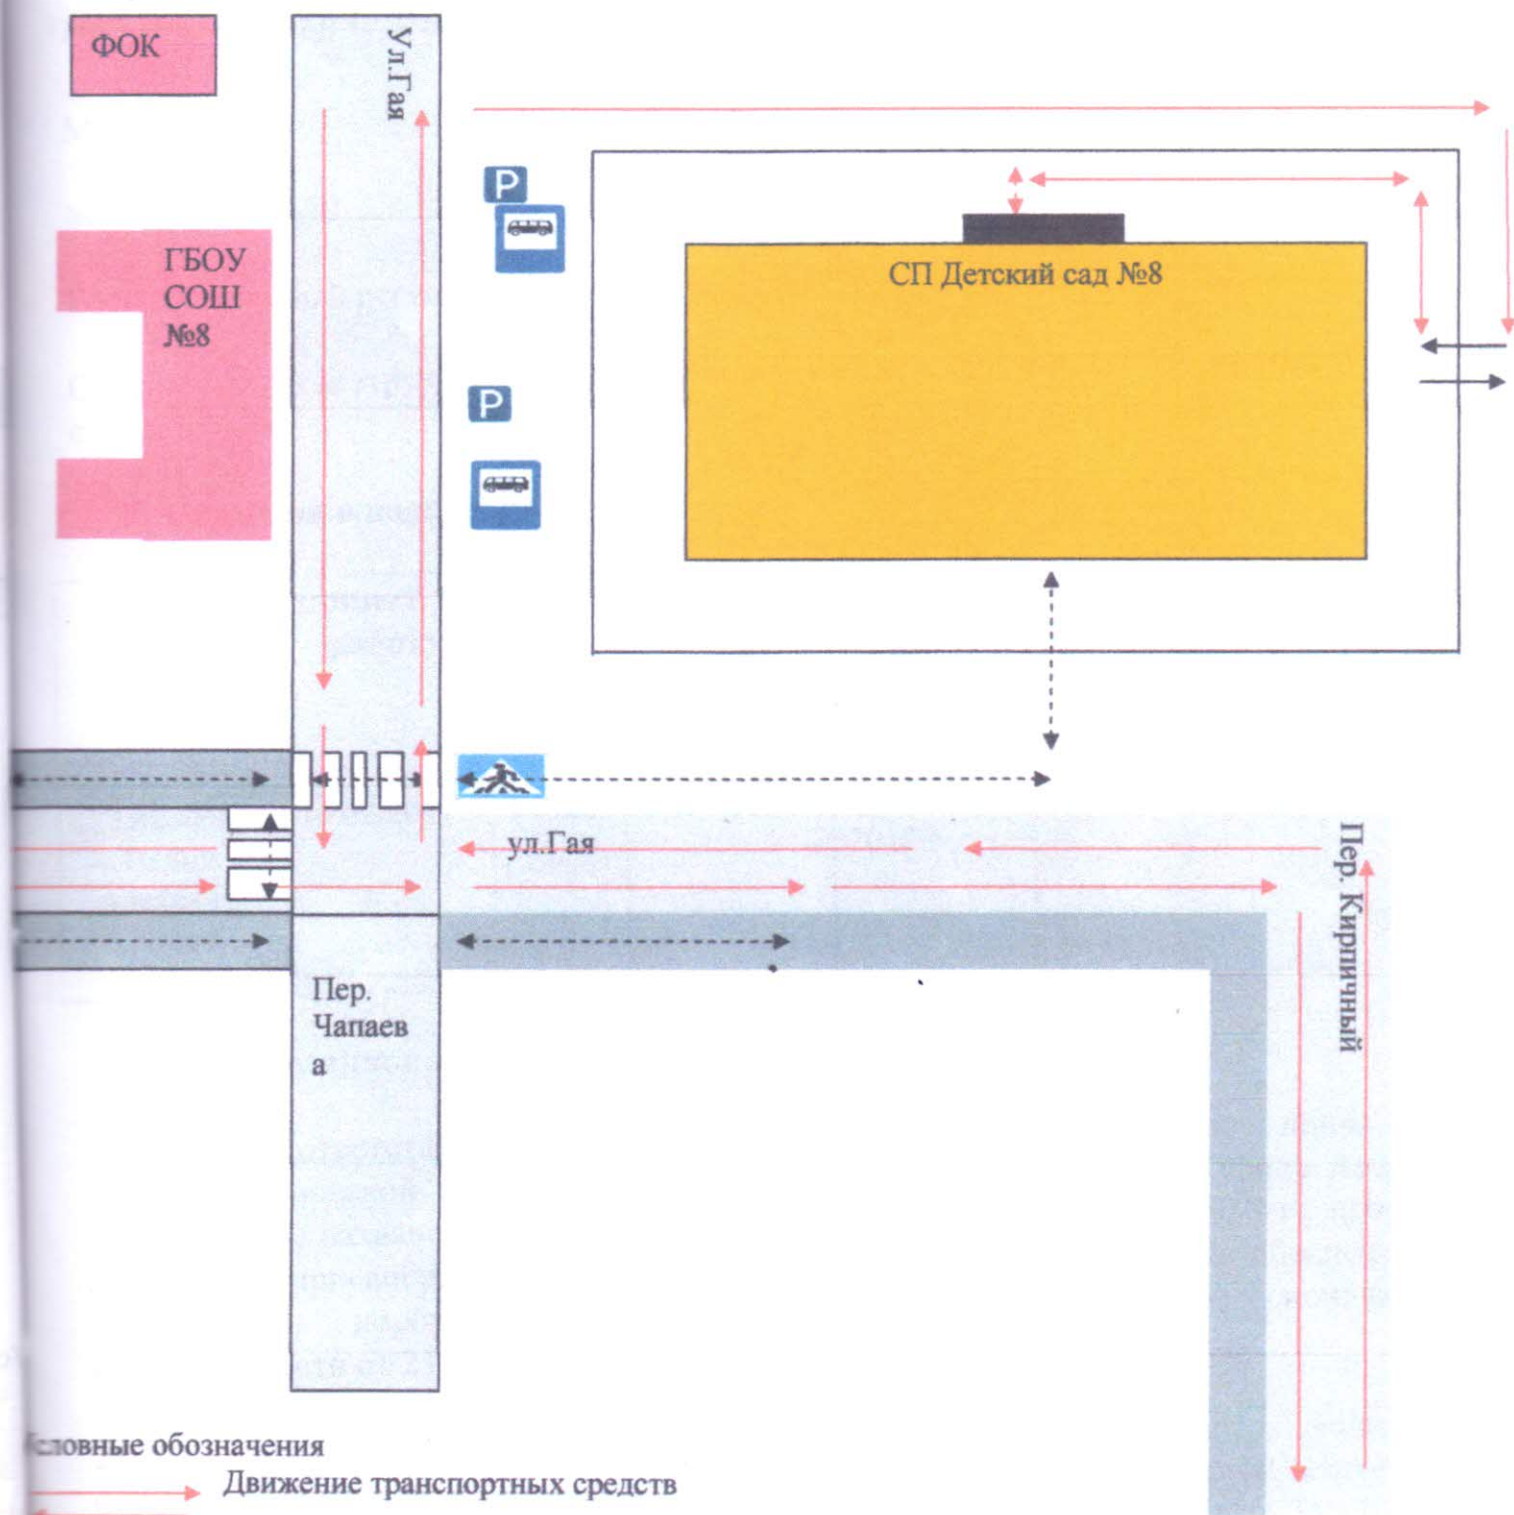 ФОК
Ул.Гая
P
ГБОУ
СОШ
№8
СП Детский сад №8
P
ул.Гая
Пер. Кирпичный
Пер.
Чапаев
а
словные обозначения
Движение транспортных средств